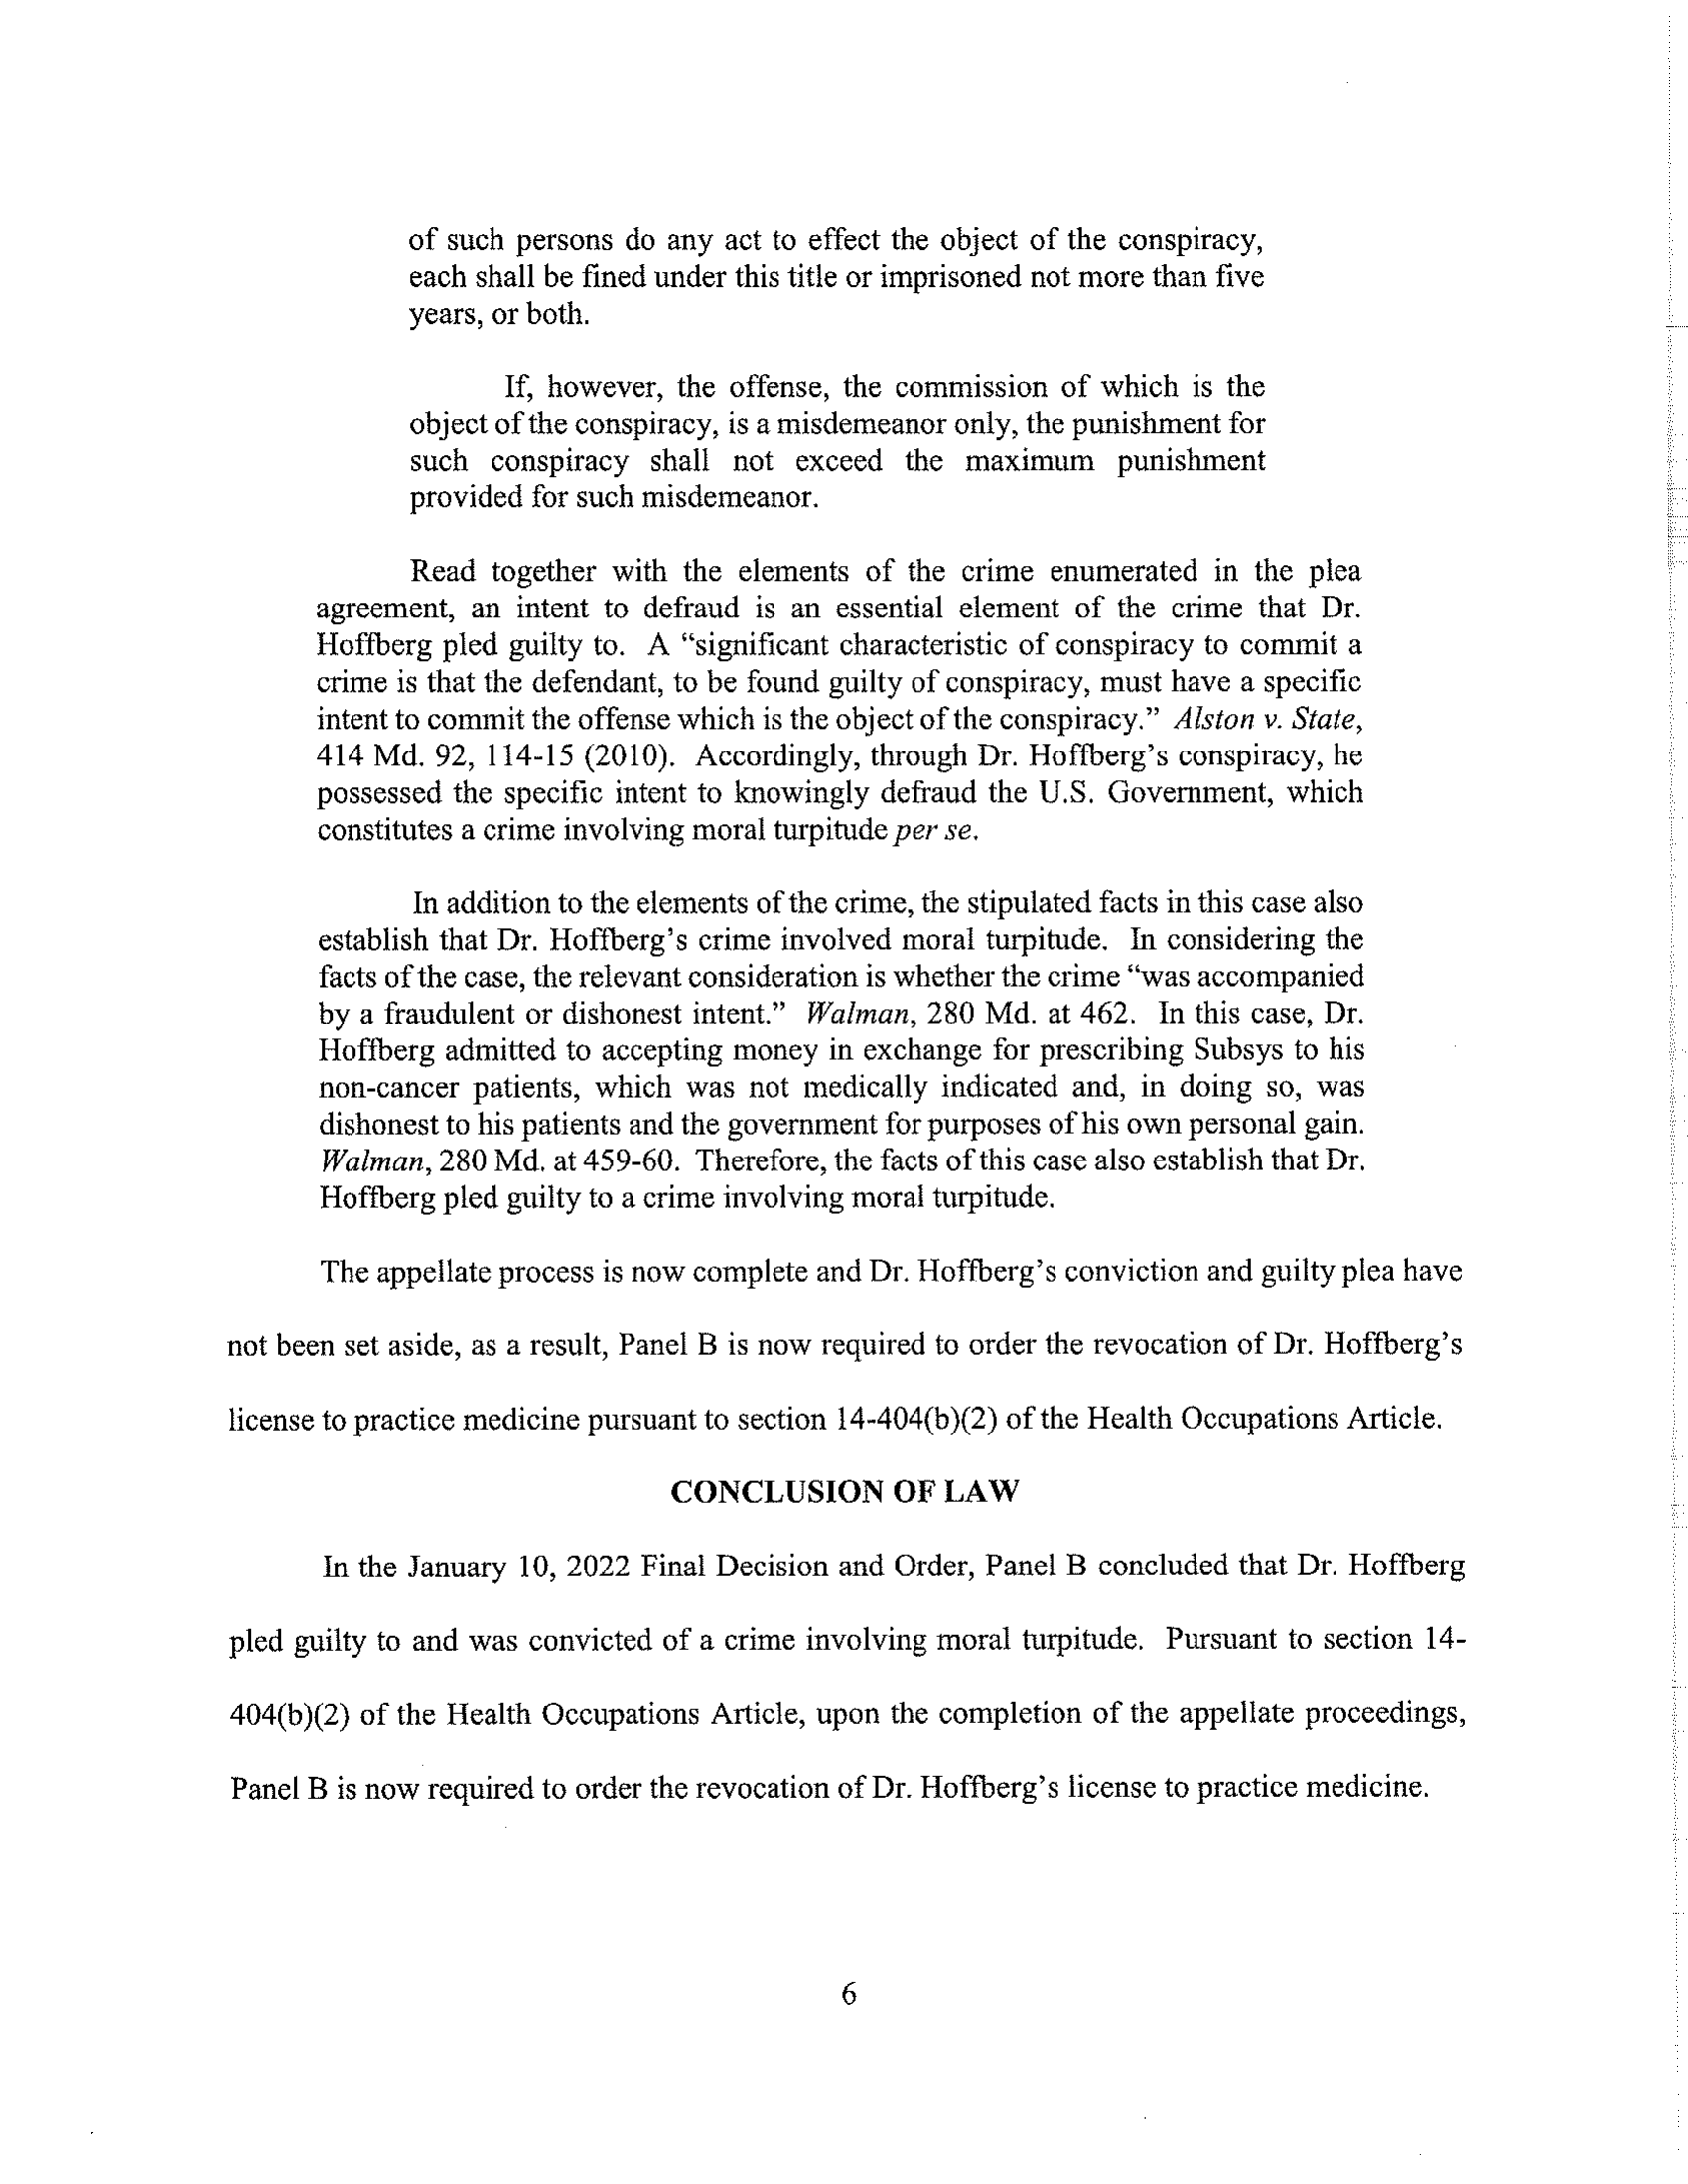 of such persons do any act to effect the object of the conspiracy,
each shall be fined under this title or imprisoned not more than five
years, or both.
If, however, the offense, the commission of which is the
object of the conspiracy, is a misdemeanor only, the punishment for
such conspiracy shall not exceed the maximum punishment
provided for such misdemeanor.
Read together with the elements of the crime enumerated in the plea
agreement, an intent to defraud is an essential element of the crime that Dr.
Hoffberg pled guilty to. A “significant characteristic of conspiracy to commit a
crime is that the defendant, to be found guilty of conspiracy, must have a specific
intent to commit the offense which is the object of the conspiracy.” Alston v. State,
414 Md. 92, 114-15 (2010). Accordingly, through Dr. Hoffberg’s conspiracy, he
possessed the specific intent to knowingly defraud the U.S. Government, which
constitutes a crime involving moral turpitude per se.
In addition to the elements of the crime, the stipulated facts in this case also
establish that Dr. Hoffberg’s crime involved moral turpitude. In considering the
facts of the case, the relevant consideration is whether the crime “was accompanied
by a fraudulent or dishonest intent.” Walman, 280 Md. at 462. In this case, Dr.
Hoffberg admitted to accepting money in exchange for prescribing Subsys to his
non-cancer patients, which was not medically indicated and, in doing so, was
dishonest to his patients and the government for purposes of his own personal gain.
Walman, 280 Md. at 459-60. Therefore, the facts of this case also establish that Dr.
Hoffberg pled guilty to a crime involving moral turpitude.
The appellate process is now complete and Dr. Hoffberg’s conviction and guilty plea have
not been set aside, as a result, Panel B is now required to order the revocation of Dr. Hoffberg’s
license to practice medicine pursuant to section 14-404(b)(2) of the Health Occupations Article.
CONCLUSION OF LAW
In the January 10, 2022 Final Decision and Order, Panel B concluded that Dr. Hoffberg
pled guilty to and was convicted of a crime involving moral turpitude. Pursuant to section 14-
404(b)(2) of the Health Occupations Article, upon the completion of the appellate proceedings,
Panel B is now required to order the revocation of Dr. Hoffberg’s license to practice medicine.
6